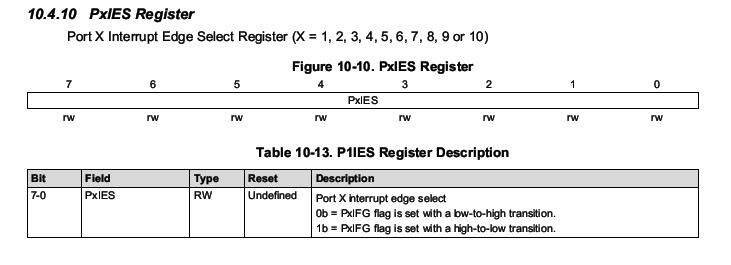 10.4.10 PxIES Register
Port X Interrupt Edge Select Register (X = 1, 2, 3, 4, 5, 6, 7, 8, 9 or 10)
Figure 10-10. PxIES Register
7 6 5 4 3 2 1 0
PxIES
rw rw rw rw rw rw rw rw
Table 10-13. P1IES Register Description
Bit Field Type Reset Description
7-0 PxIES RW Undefined Port X interrupt edge select
0b = PxIFG flag is set with a low-to-high transition.
1b = PxIFG flag is set with a high-to-low transition.